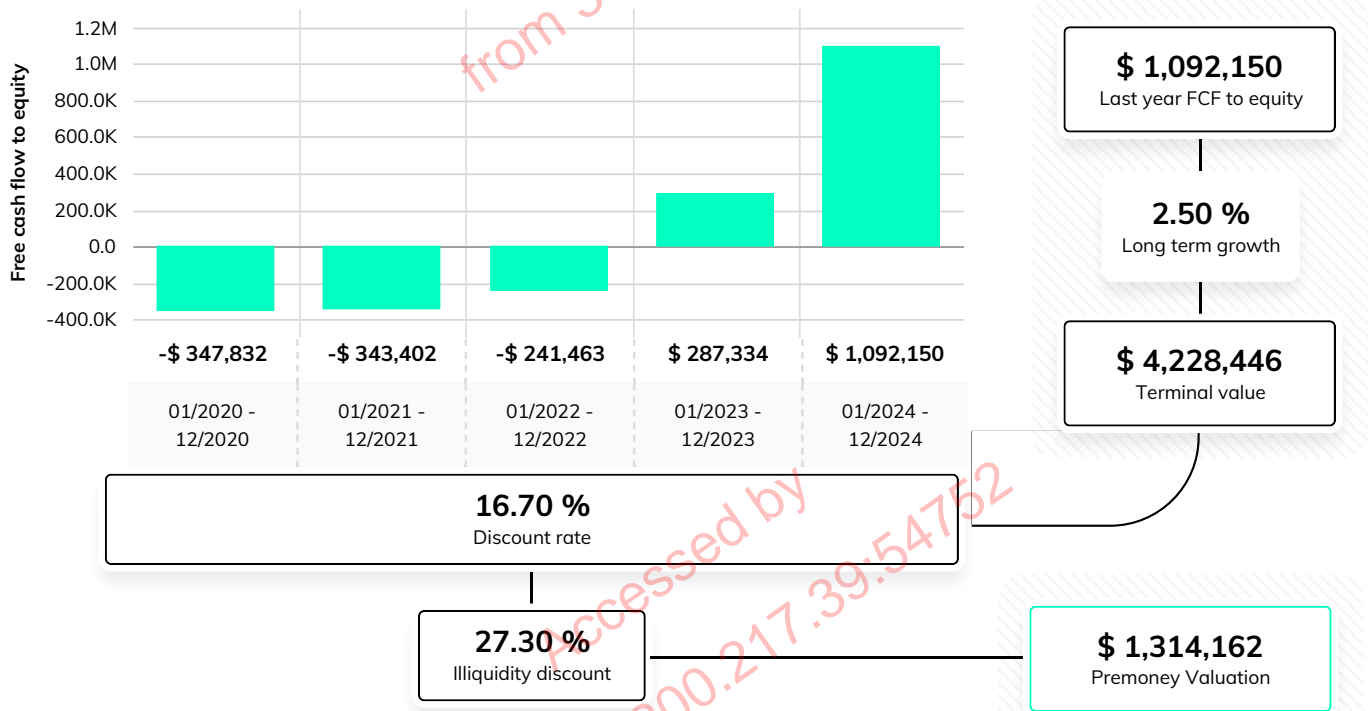 Free cash flow to equity
1.2M
1.0M
800.0K
600.0K
400.0K
200.0K
0.0
-200.0K
-400.0K
-$ 347,832
-$ 343,402
-$ 241,463
$ 287,334
$ 1,092,150
01/2020 -
12/2020
01/2021 -
12/2021
01/2022 -
12/2022
01/2023 -
12/2023
01/2024 -
12/2024
16.70 %
Discount rate
27.30 %
Illiquidity discount
$ 1,092,150
Last year FCF to equity
2.50 %
Long term growth
$ 4,228,446
Terminal value
$ 1,314,162
Premoney Valuation
from
Accessed by